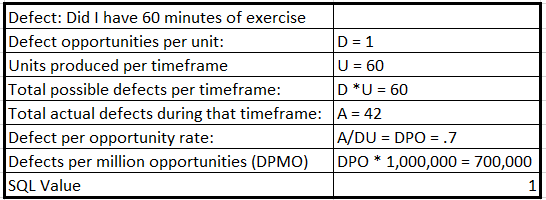 Defect: Did I have 60 minutes of exercise
Defect opportunities per unit: D = 1
Units produced per timeframe U = 60
Total possible defects per timeframe: D *U = 60
Total actual defects during that timeframe: A = 42
Defect per opportunity rate: A/DU = DPO = .7
Defects per million opportunities (DPMO) DPO * 1,000,000 = 700,000
SQL Value 1